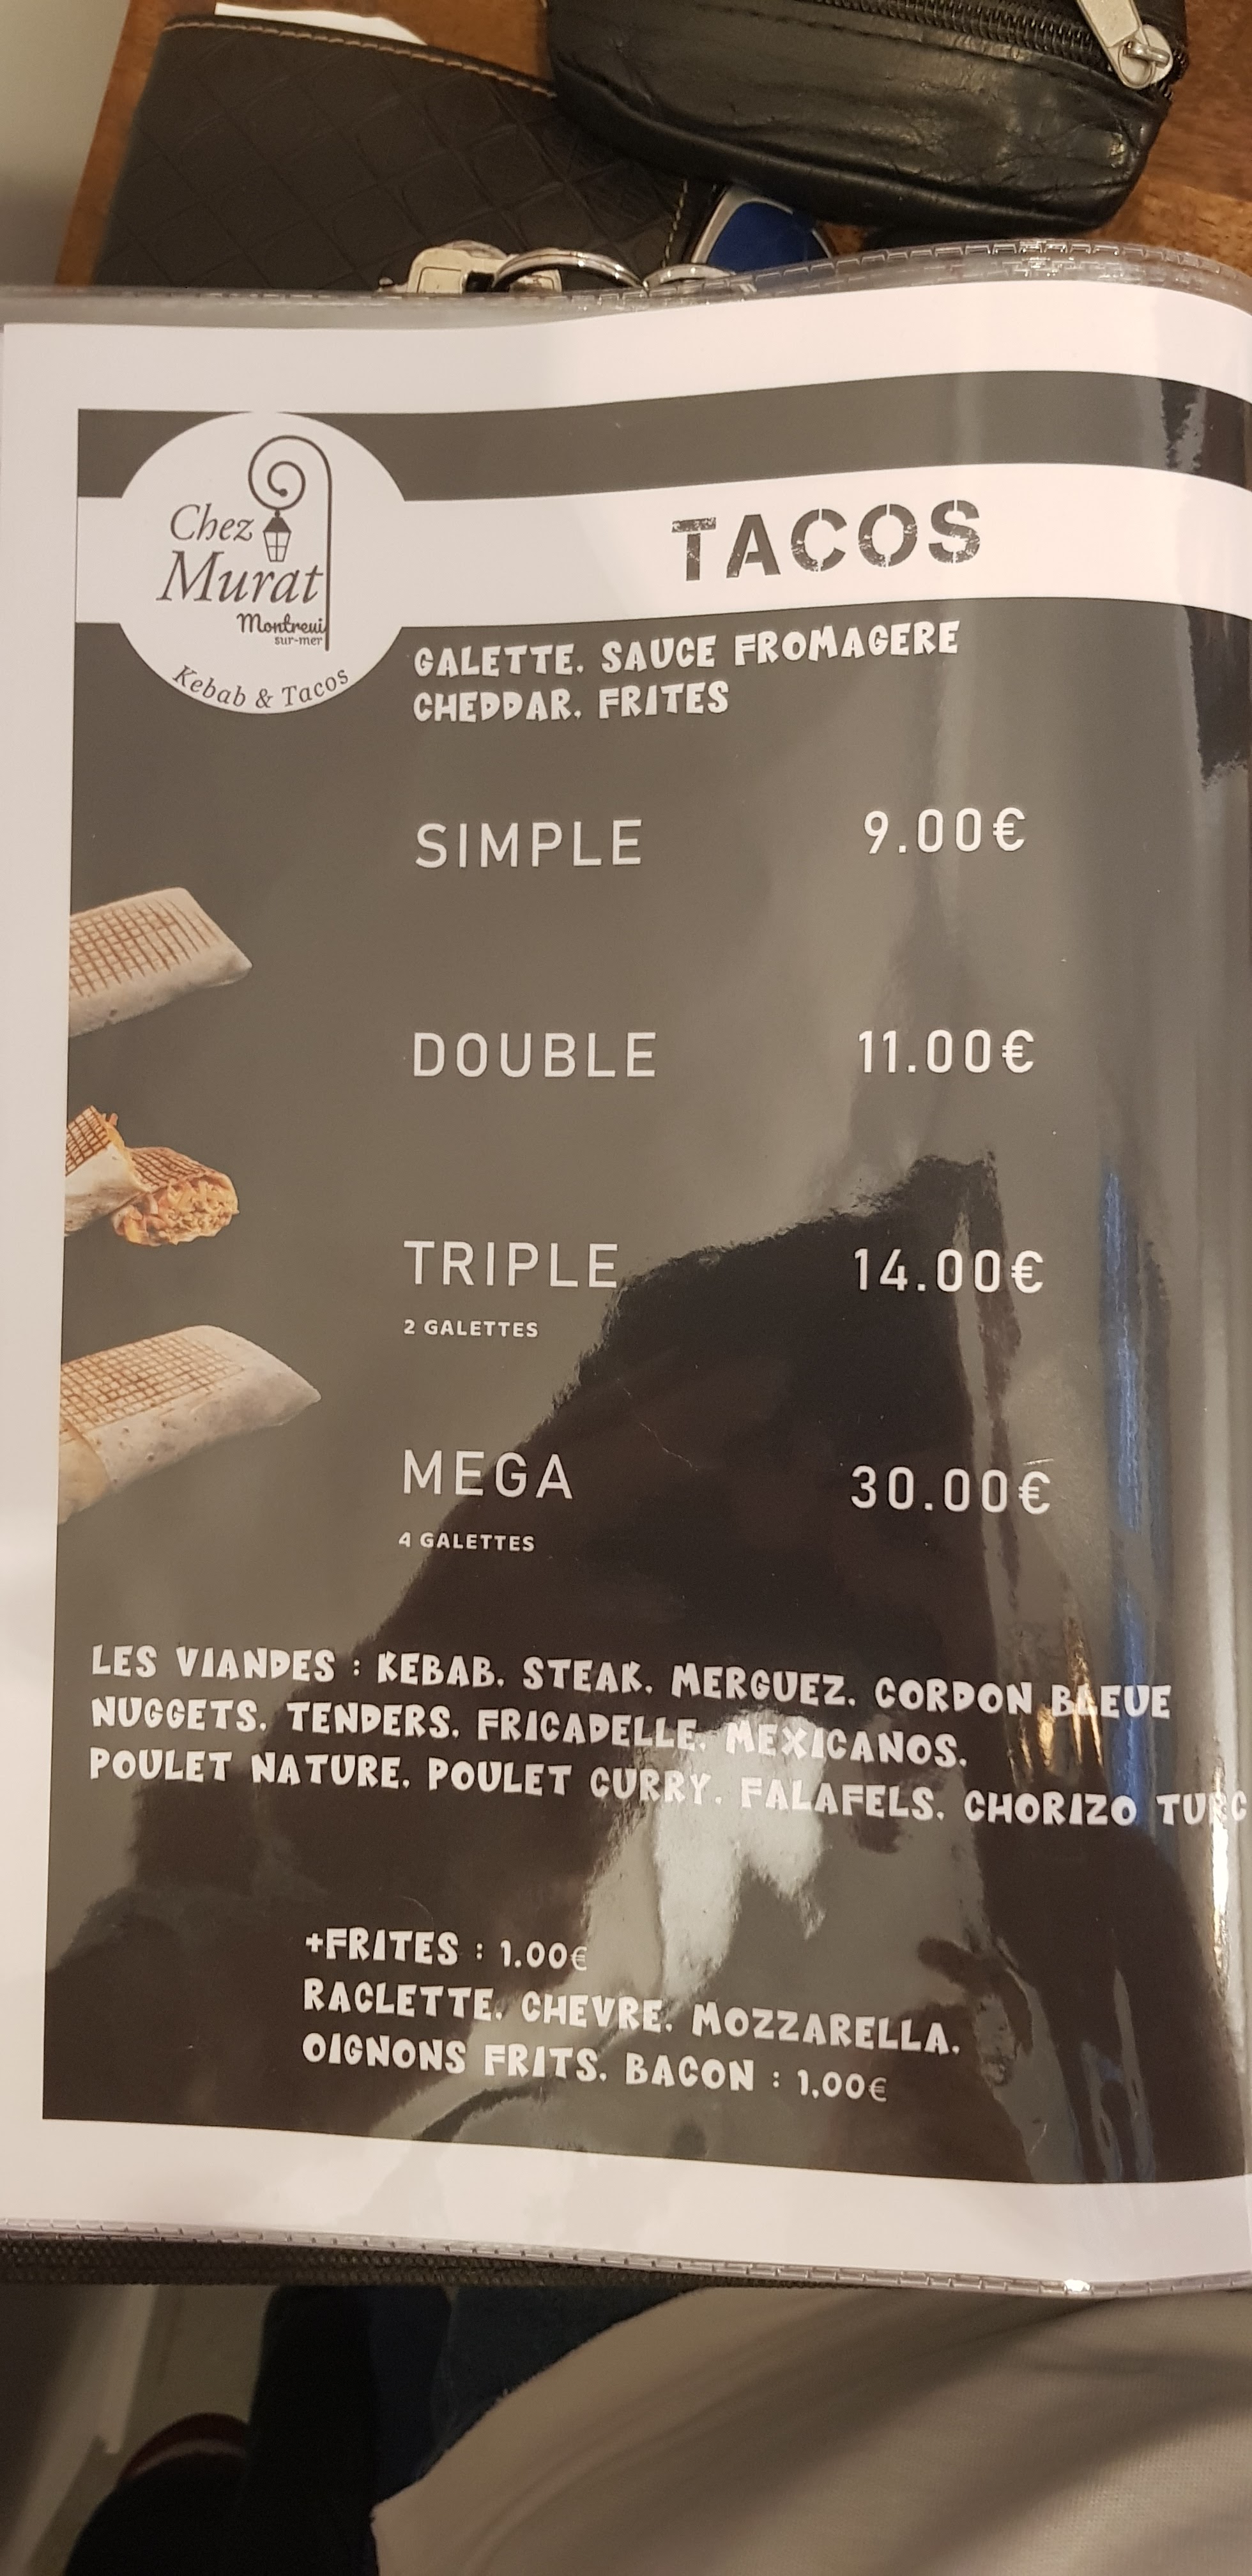 Chez
Murat
Montreui
sur-mer
Kebab & Tacos
TACOS
GALETTE. SAUCE FROMAGERE
CHEDDAR. FRITES
SIMPLE 9.00€
DOUBLE 11.00€
TRIPLE 14.00€
2 GALETTES
MEGA 30.00€
4 GALETTES
LES VIANDES : KEBAB. STEAK. MERGUEZ. CORDON BLEUE
NUGGETS. TENDERS. FRICADELLE. MEXICANOS.
POULET NATURE. POULET CURRY. FALAFELS. CHORIZO TURC
+FRITES : 1.00€
RACLETTE. CHEVRE. MOZZARELLA.
OIGNONS FRITS. BACON : 1.00€